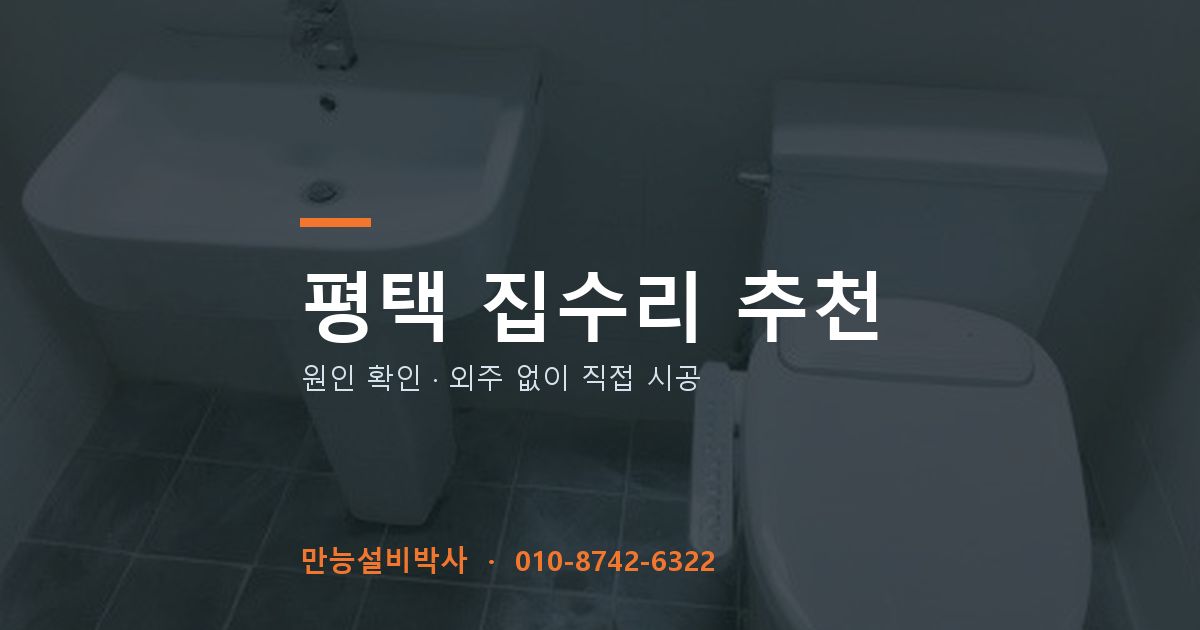 평택 집수리 추천
원인 확인 · 외주 없이 직접 시공
만능설비박사 · 010-8742-6322